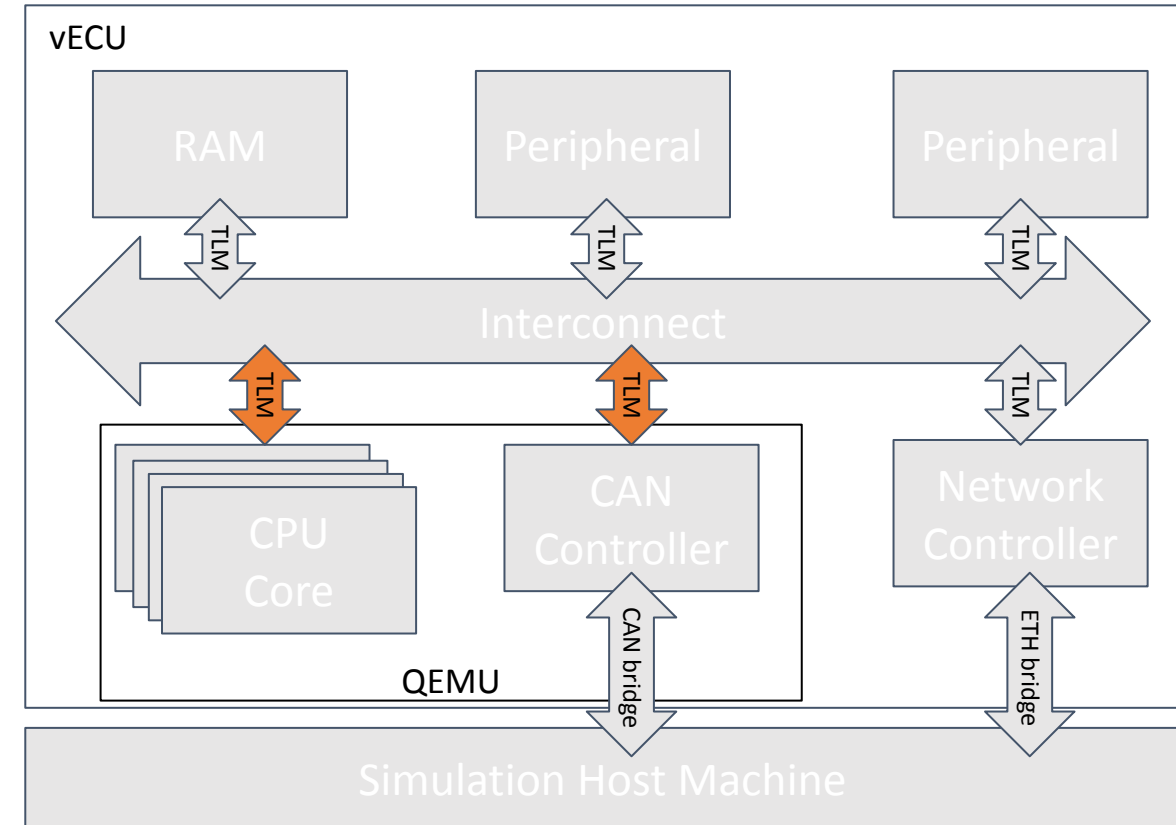 vECU
RAM
Peripheral
Peripheral
TLM
TLM
TLM
Interconnect
TLM
TLM
TLM
CPU
Core
CAN
Controller
Network
Controller
QEMU
CAN bridge
ETH bridge
Simulation Host Machine